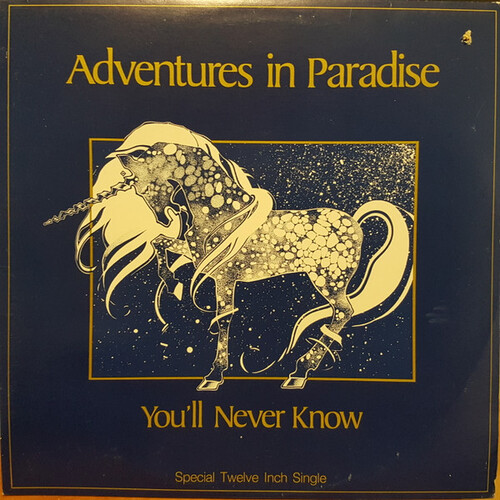 Adventures in Paradise
You'll Never Know
Special Twelve Inch Single